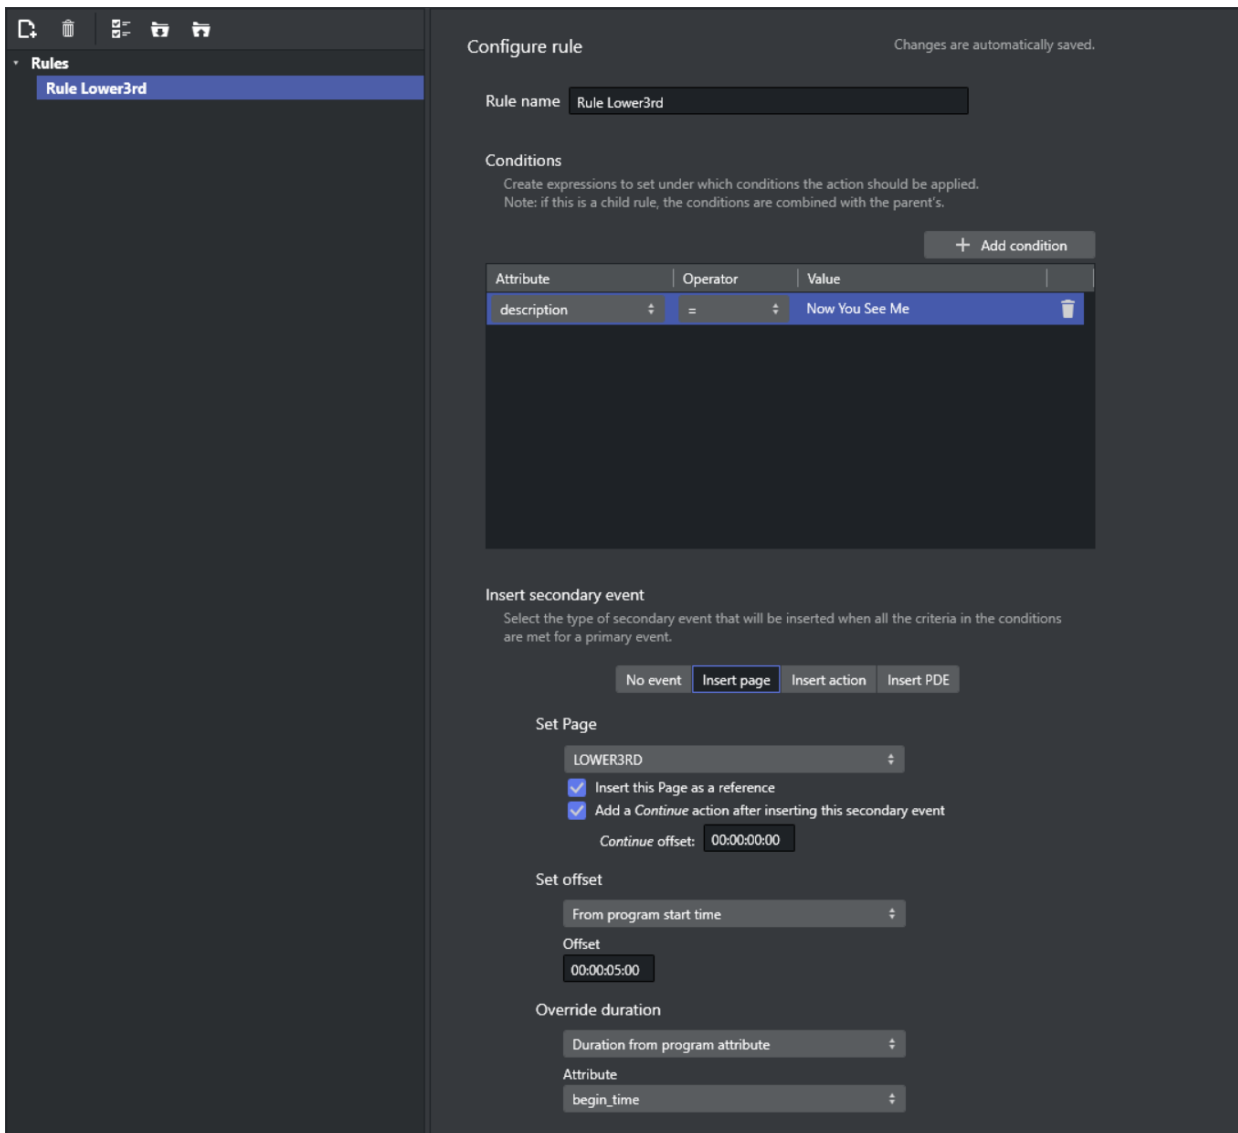 Configure rule
Changes are automatically saved.
Rules
Rule Lower3rd
Rule name Rule Lower3rd
Conditions
Create expressions to set under which conditions the action should be applied.
Note: if this is a child rule, the conditions are combined with the parent's.
+ Add condition
Attribute Operator Value
description = Now You See Me
Insert secondary event
Select the type of secondary event that will be inserted when all the criteria in the conditions
are met for a primary event.
No event Insert page Insert action Insert PDE
Set Page
LOWER3RD
Insert this Page as a reference
Add a Continue action after inserting this secondary event
Continue offset: 00:00:00:00
Set offset
From program start time
Offset
00:00:05:00
Override duration
Duration from program attribute
Attribute
begin_time